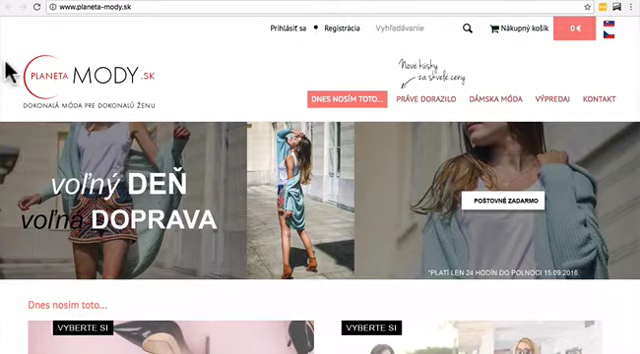 www.planeta-mody.sk
Prihlásiť sa • Registrácia
Vyhľadávanie
Nákupný košík
0 €
Nové kúsky
za skvelé ceny
PLANETA MODY .SK
DOKONALÁ MÓDA PRE DOKONALÚ ŽENU
DNES NOSÍM TOTO...
PRÁVE DORAZILO
DÁMSKA MÓDA
VÝPREDAJ
KONTAKT
voľný DEŇ
voľná DOPRAVA
POŠTOVNÉ ZADARMO
*PLATÍ LEN 24 HODÍN DO POLNOCI 15.09.2016.
Dnes nosím toto...
VYBERTE SI
VYBERTE SI